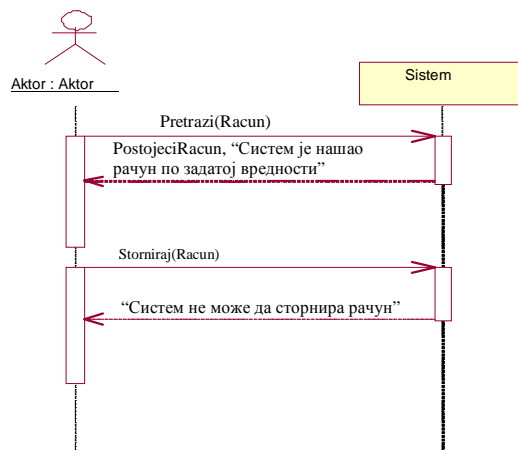 Aktor : Aktor
Sistem
Pretrazi(Racun)
PostojeciRacun, “Систем је нашао
рачун по задатој вредности”
Storniraj(Racun)
“Систем не може да сторнира рачун”